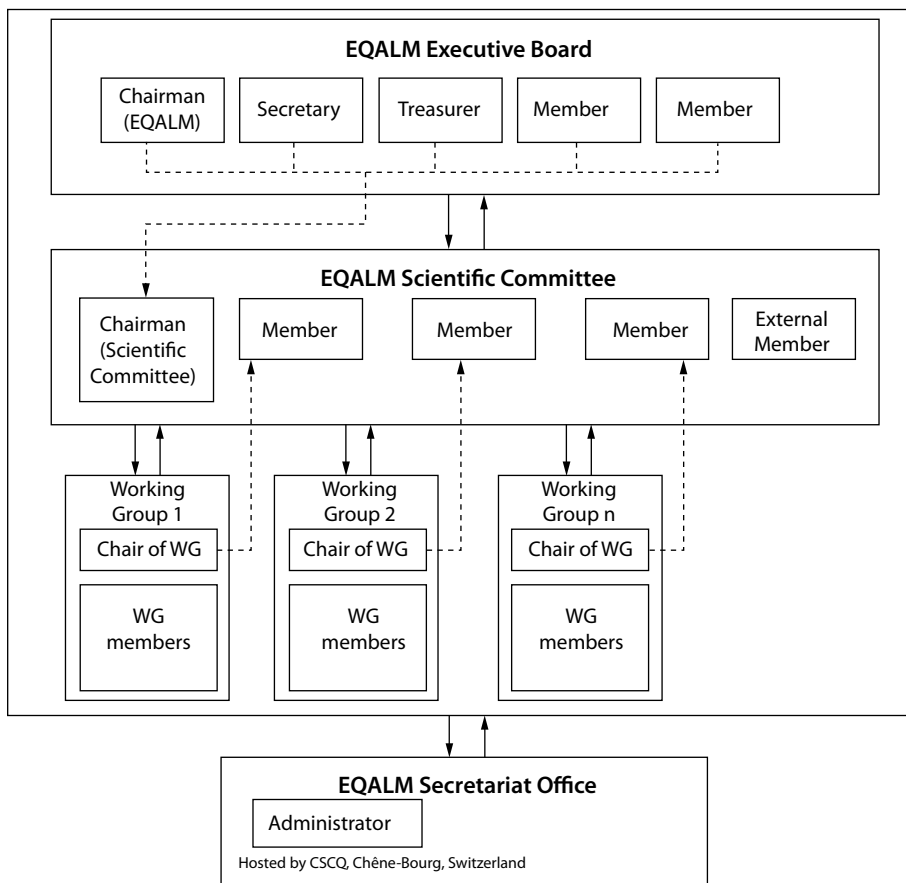 EQALM Executive Board
Chairman
(EQALM)
Secretary
Treasurer
Member
Member
EQALM Scientific Committee
Chairman
(Scientific
Committee)
Member
Member
Member
External
Member
Working
Group 1
Chair of WG
WG
members
Working
Group 2
Chair of WG
WG
members
Working
Group n
Chair of WG
WG
members
EQALM Secretariat Office
Administrator
Hosted by CSCQ, Chêne-Bourg, Switzerland